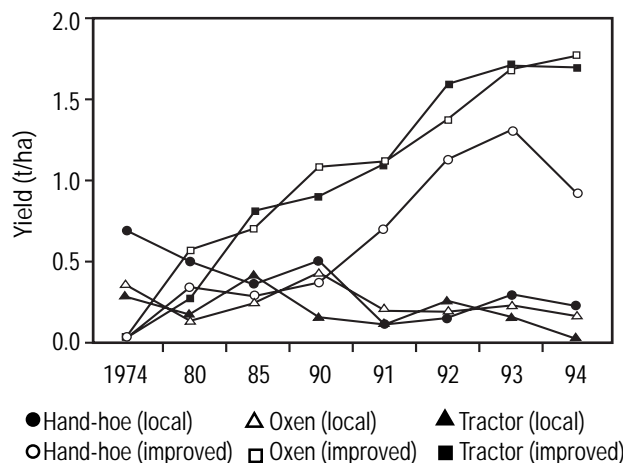 2.0
1.5
1.0
0.5
0.0
Yield (t/ha)
1974 80 85 90 91 92 93 94
Hand-hoe (local) Oxen (local) Tractor (local)
Hand-hoe (improved) Oxen (improved) Tractor (improved)